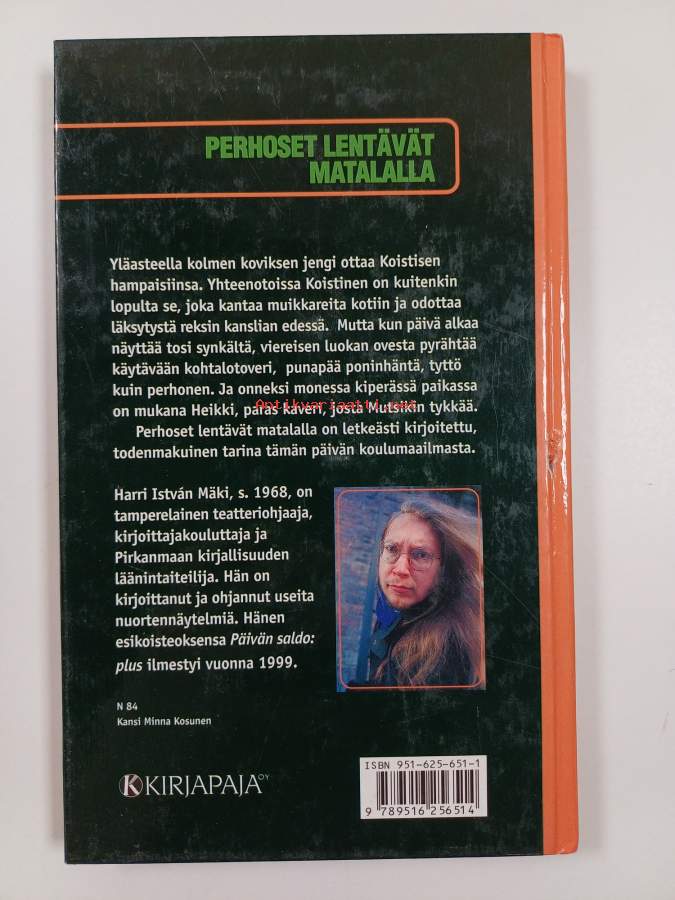 PERHOSET LENTÄVÄT
MATALALLA
Yläasteella kolmen koviksen jengi ottaa Koistisen
hampaisiinsa. Yhteenotoissa Koistinen on kuitenkin
lopulta se, joka kantaa muikkareita kotiin ja odottaa
läksytystä reksin kanslian edessä. Mutta kun päivä alkaa
näyttää tosi synkältä, viereisen luokan ovesta pyrähtää
käytävään kohtalotoveri, punapää poninhäntä, tyttö
kuin perhonen. Ja onneksi monessa kiperässä paikassa
Antikvariaatti.net
on mukana Heikki, paras kaveri, josta Mutsikin tykkää.
Perhoset lentävät matalalla on letkeästi kirjoitettu,
todenmakuinen tarina tämän päivän koulumaailmasta.
Harri István Mäki, s. 1968, on
tamperelainen teatteriohjaaja,
kirjoittajakouluttaja ja
Pirkanmaan kirjallisuuden
läänintaiteilija. Hän on
kirjoittanut ja ohjannut useita
nuortennäytelmiä. Hänen
esikoisteoksensa Päivän saldo:
plus ilmestyi vuonna 1999.
N 84
Kansi Minna Kosunen
KIRJAPAJA OY
ISBN 951-625-651-1
9 789516 256514